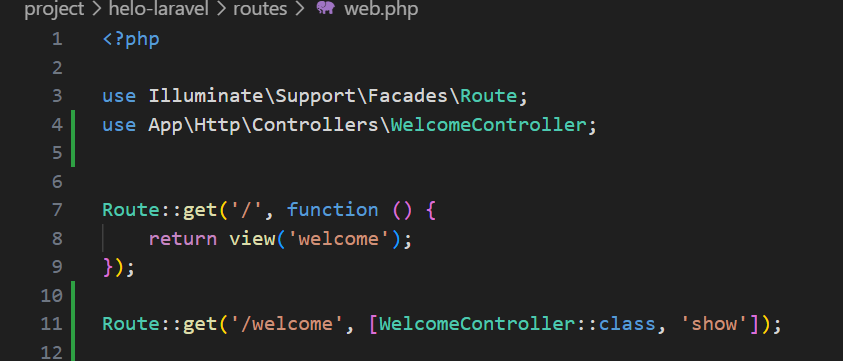 project > helo-laravel > routes > web.php
1 <?php
2
3 use Illuminate\Support\Facades\Route;
4 use App\Http\Controllers\WelcomeController;
5
6
7 Route::get('/', function () {
8     return view('welcome');
9 });
10
11 Route::get('/welcome', [WelcomeController::class, 'show']);
12